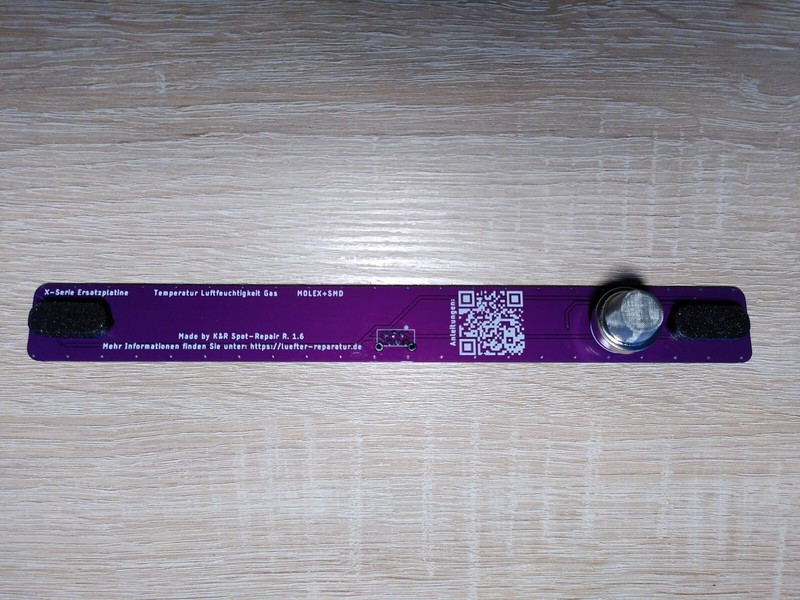 X-Serie Ersatzplatine Temperatur Luftfeuchtigkeit Gas MOLEX+SMD
Made by K&R Spot-Repair R. 1.6
Mehr Informationen finden Sie unter: https://luefter-reparatur.de
Anleitungen: